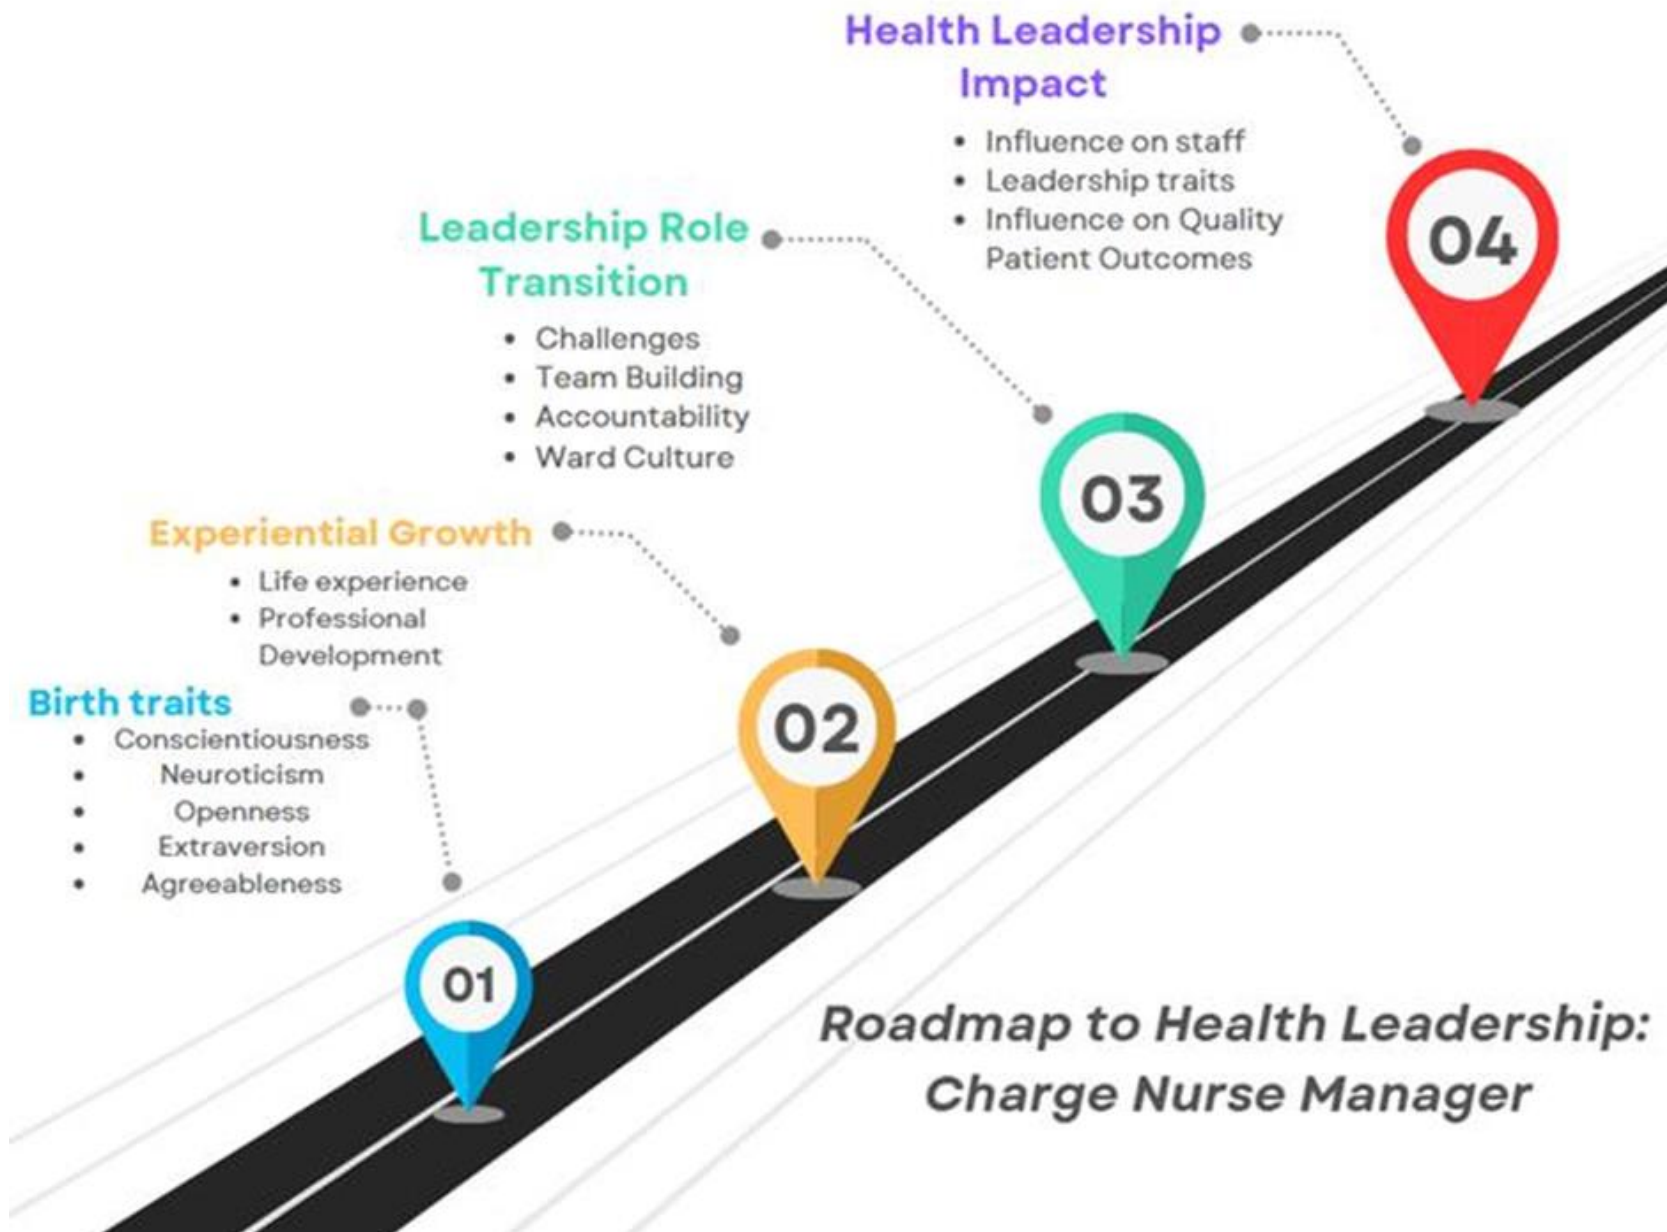 Health Leadership
Impact
• Influence on staff
• Leadership traits
• Influence on Quality
Patient Outcomes
04
Leadership Role
Transition
• Challenges
• Team Building
• Accountability
• Ward Culture
03
Experiential Growth
• Life experience
• Professional
Development
02
Birth traits
• Conscientiousness
• Neuroticism
• Openness
• Extraversion
• Agreeableness
01
Roadmap to Health Leadership:
Charge Nurse Manager